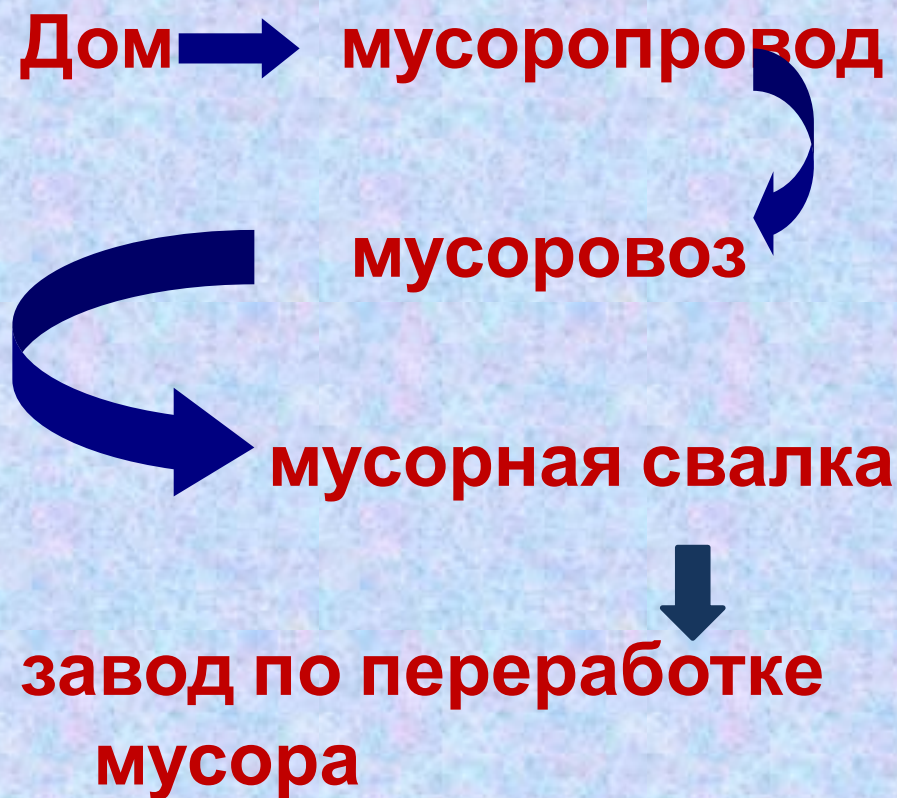 Дом мусоропровод
мусоровоз
мусорная свалка
завод по переработке
мусора